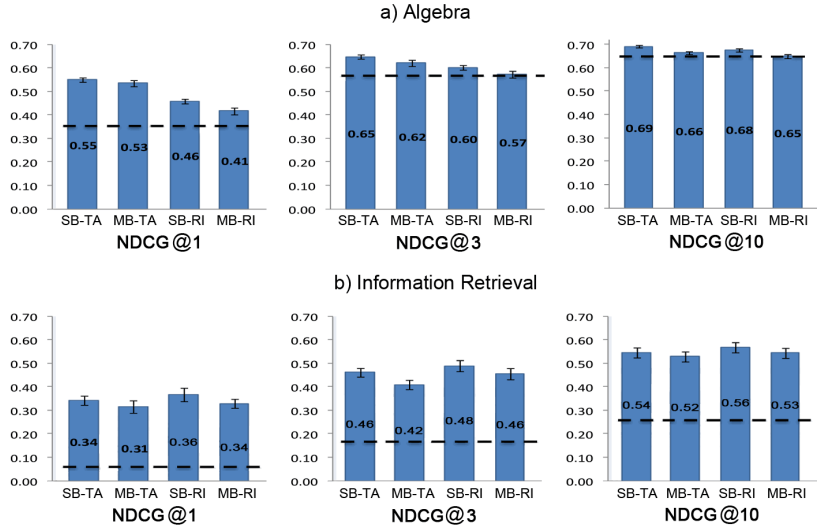 a) Algebra
0.70 0.60 0.50 0.40 0.30 0.20 0.10 0.00
0.55 0.53 0.46 0.41
SB-TA MB-TA SB-RI MB-RI
NDCG@1
0.70 0.60 0.50 0.40 0.30 0.20 0.10 0.00
0.65 0.62 0.60 0.57
SB-TA MB-TA SB-RI MB-RI
NDCG@3
0.70 0.60 0.50 0.40 0.30 0.20 0.10 0.00
0.69 0.66 0.68 0.65
SB-TA MB-TA SB-RI MB-RI
NDCG@10
b) Information Retrieval
0.70 0.60 0.50 0.40 0.30 0.20 0.10 0.00
0.34 0.31 0.36 0.34
SB-TA MB-TA SB-RI MB-RI
NDCG@1
0.70 0.60 0.50 0.40 0.30 0.20 0.10 0.00
0.46 0.42 0.48 0.46
SB-TA MB-TA SB-RI MB-RI
NDCG@3
0.70 0.60 0.50 0.40 0.30 0.20 0.10 0.00
0.54 0.52 0.56 0.53
SB-TA MB-TA SB-RI MB-RI
NDCG@10